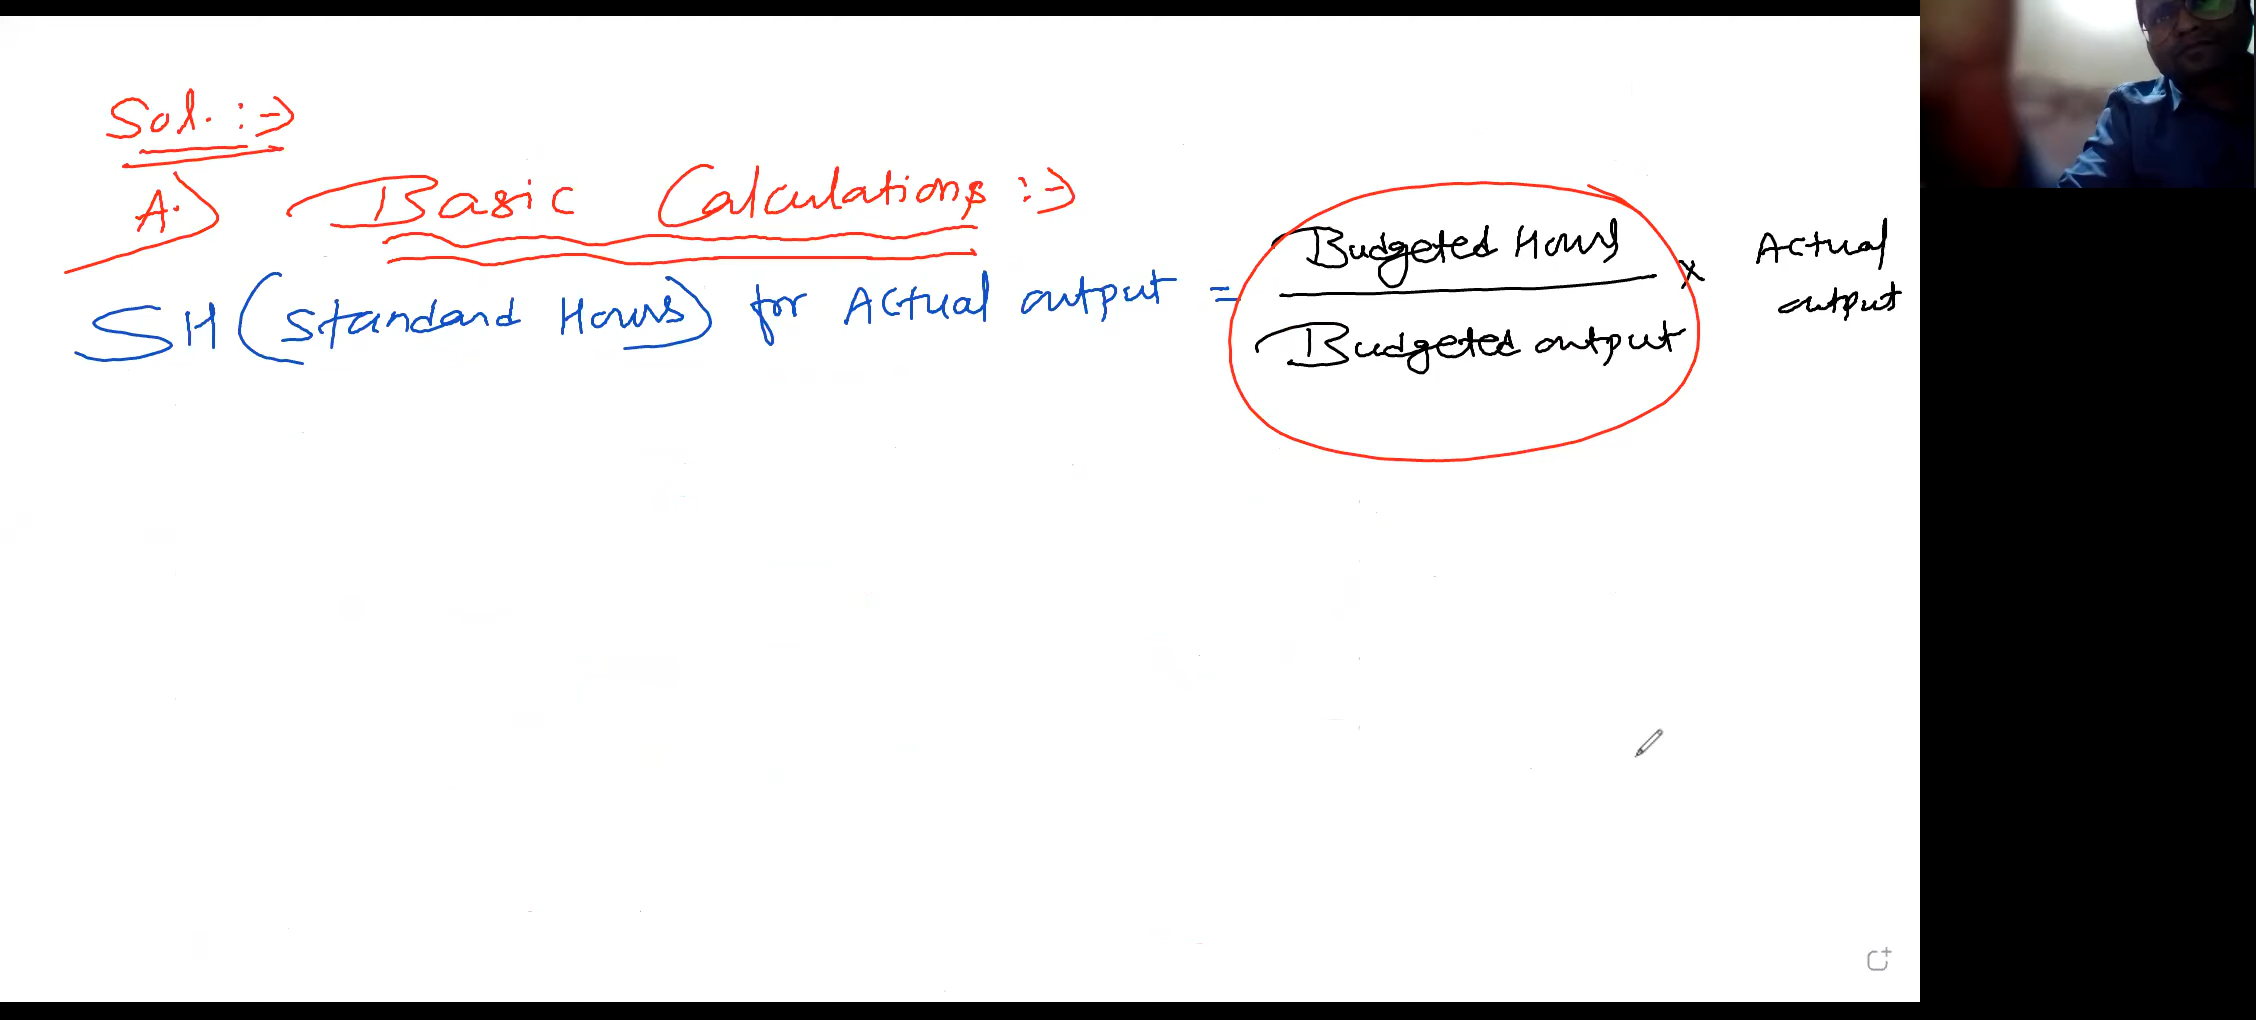 Sol. :->
A.) Basic Calculations :->
SH (Standard Hours) for Actual output = Budgeted Hours / Budgeted output x Actual output